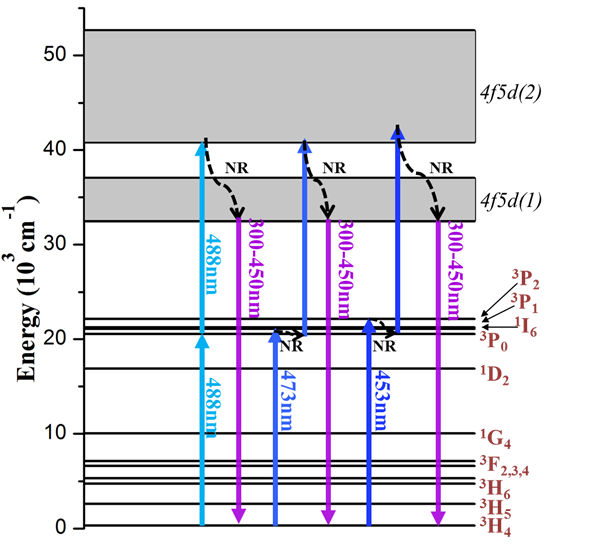 Energy (10³ cm⁻¹)
50
40
30
20
10
0
4f5d(2)
4f5d(1)
³P₂
³P₁
¹I₆
³P₀
¹D₂
¹G₄
³F₂,₃,₄
³H₆
³H₅
³H₄
NR
NR
NR
488nm
488nm
300-450nm
NR
473nm
300-450nm
NR
453nm
300-450nm